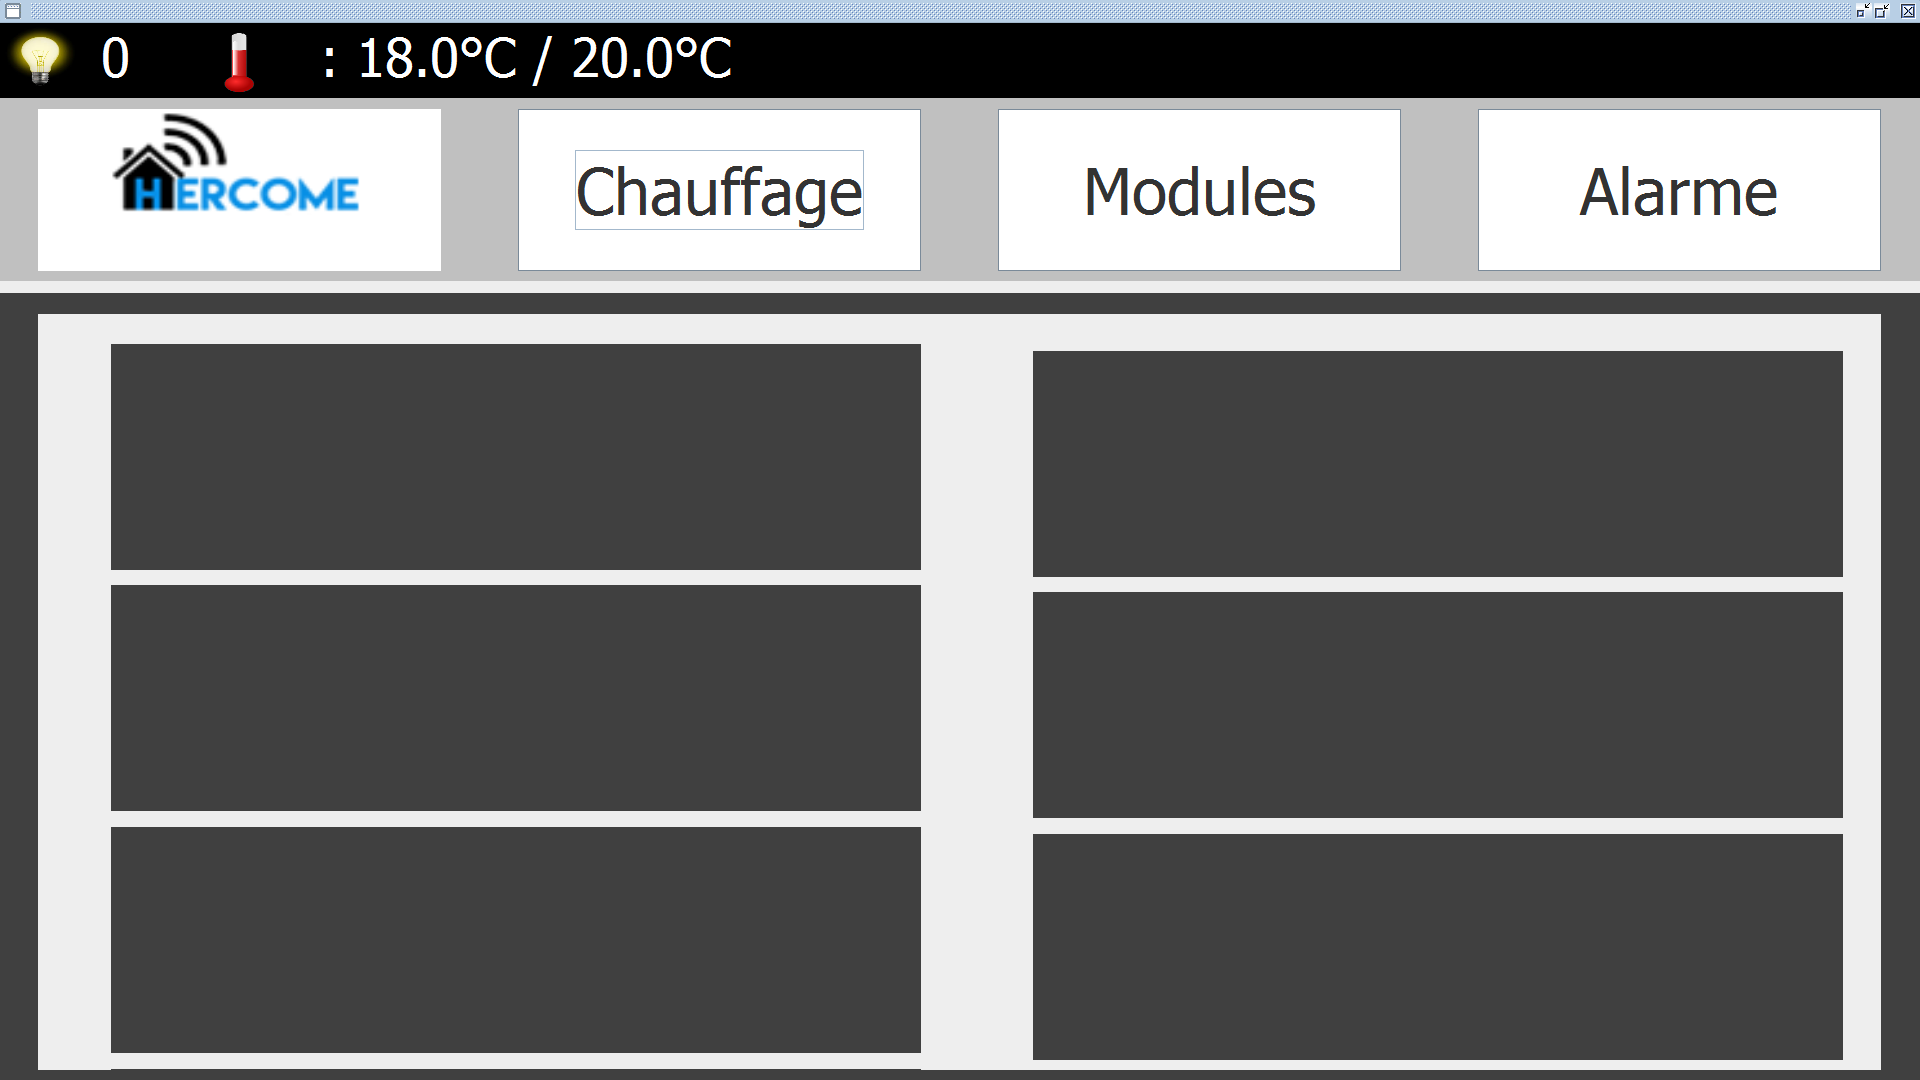 0 : 18.0°C / 20.0°C
HERCOME
Chauffage
Modules
Alarme